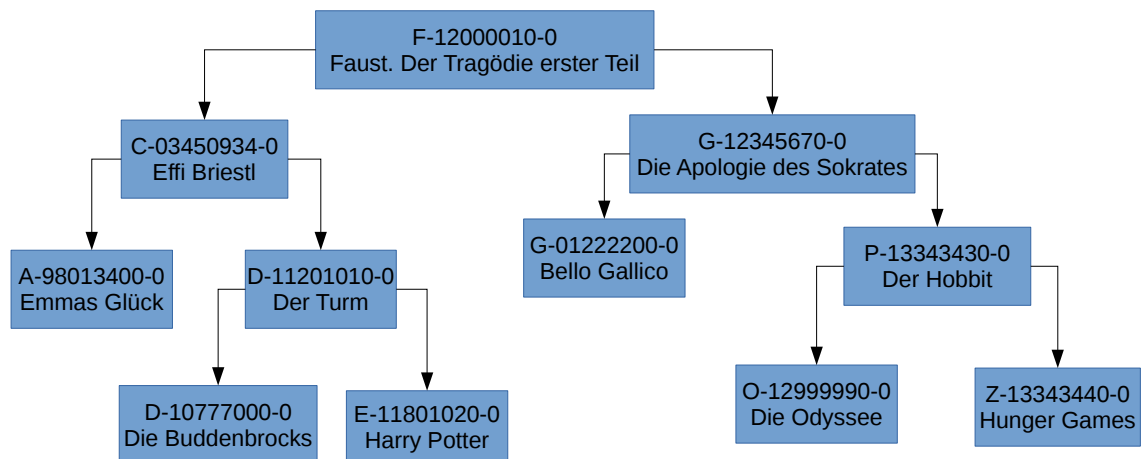 F-12000010-0
Faust. Der Tragödie erster Teil
C-03450934-0
Effi Briestl
G-12345670-0
Die Apologie des Sokrates
A-98013400-0
Emmas Glück
D-11201010-0
Der Turm
G-01222200-0
Bello Gallico
P-13343430-0
Der Hobbit
D-10777000-0
Die Buddenbrocks
E-11801020-0
Harry Potter
O-12999990-0
Die Odyssee
Z-13343440-0
Hunger Games